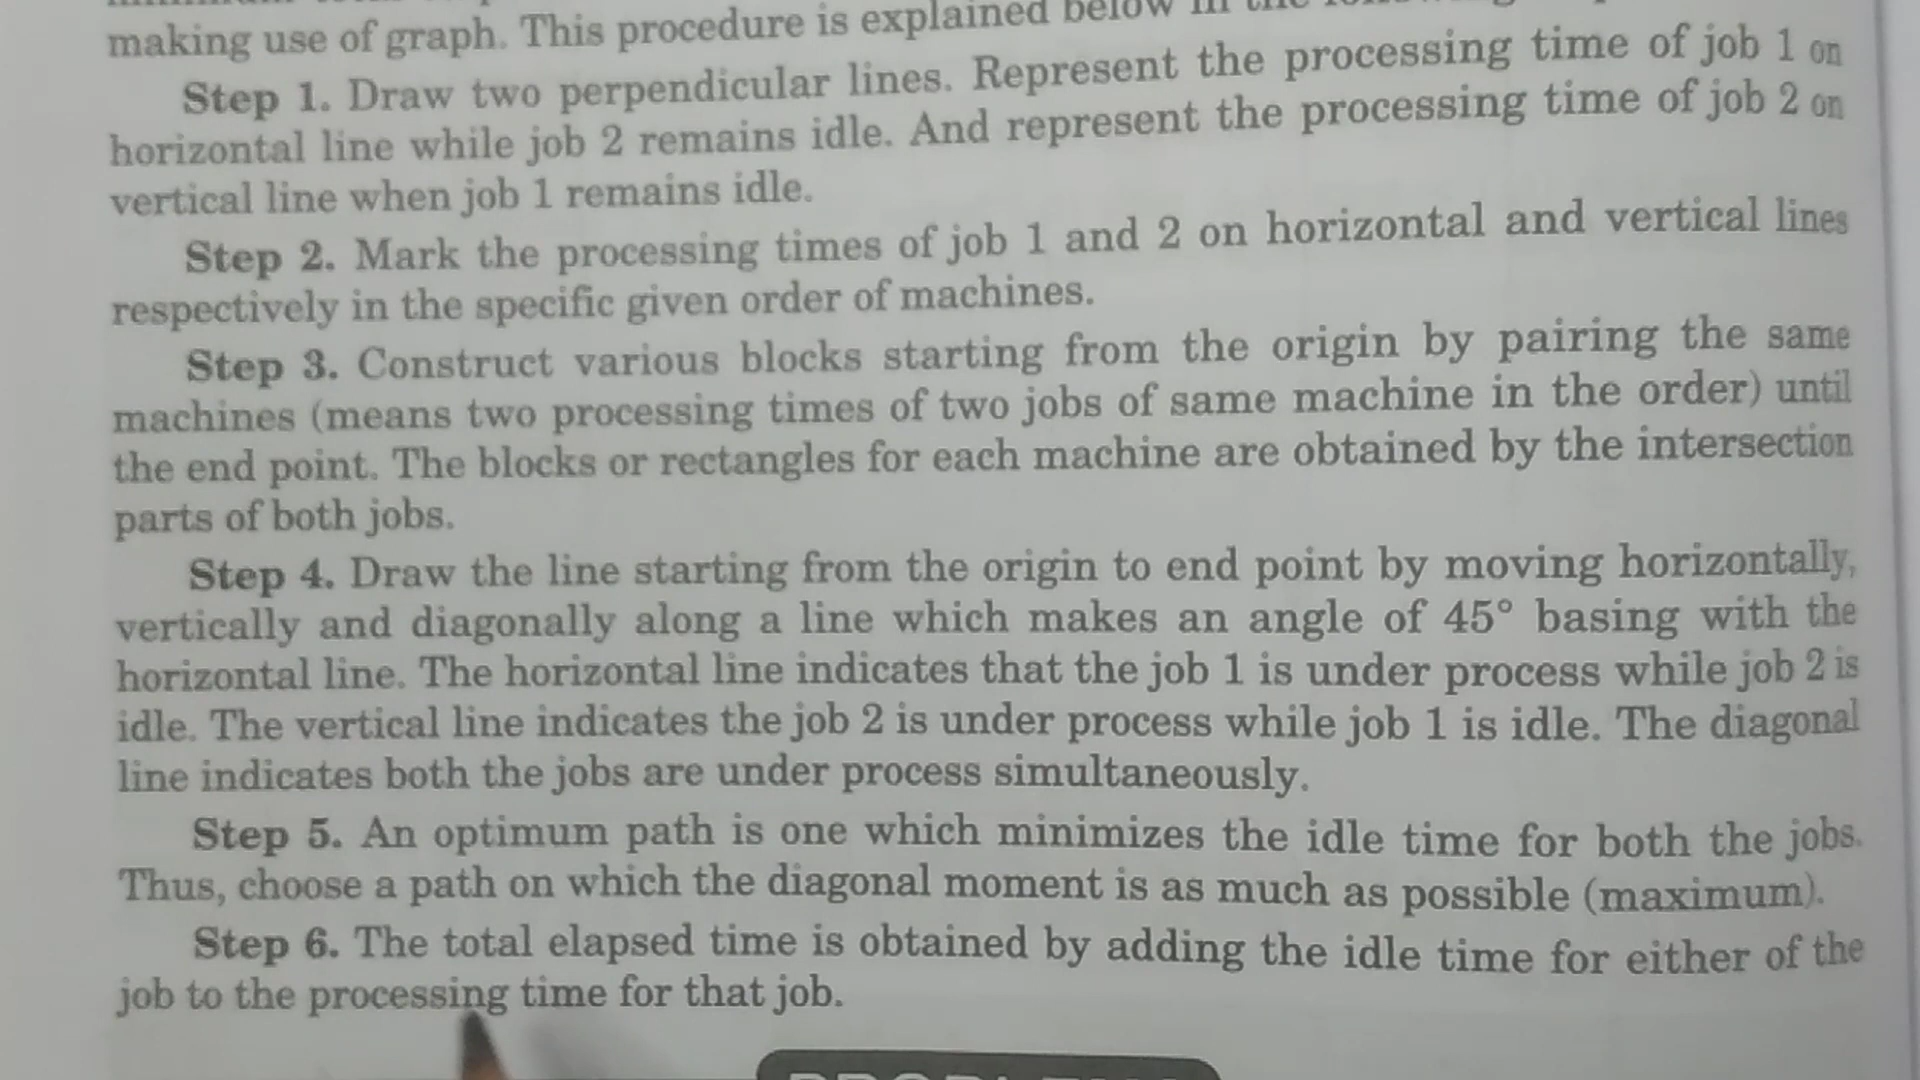 making use of graph. This procedure is explained below in the
Step 1. Draw two perpendicular lines. Represent the processing time of job 1 on
horizontal line while job 2 remains idle. And represent the processing time of job 2 on
vertical line when job 1 remains idle.
Step 2. Mark the processing times of job 1 and 2 on horizontal and vertical lines
respectively in the specific given order of machines.
Step 3. Construct various blocks starting from the origin by pairing the same
machines (means two processing times of two jobs of same machine in the order) until
the end point. The blocks or rectangles for each machine are obtained by the intersection
parts of both jobs.
Step 4. Draw the line starting from the origin to end point by moving horizontally,
vertically and diagonally along a line which makes an angle of 45° basing with the
horizontal line. The horizontal line indicates that the job 1 is under process while job 2 is
idle. The vertical line indicates the job 2 is under process while job 1 is idle. The diagonal
line indicates both the jobs are under process simultaneously.
Step 5. An optimum path is one which minimizes the idle time for both the jobs.
Thus, choose a path on which the diagonal moment is as much as possible (maximum).
Step 6. The total elapsed time is obtained by adding the idle time for either of the
job to the processing time for that job.